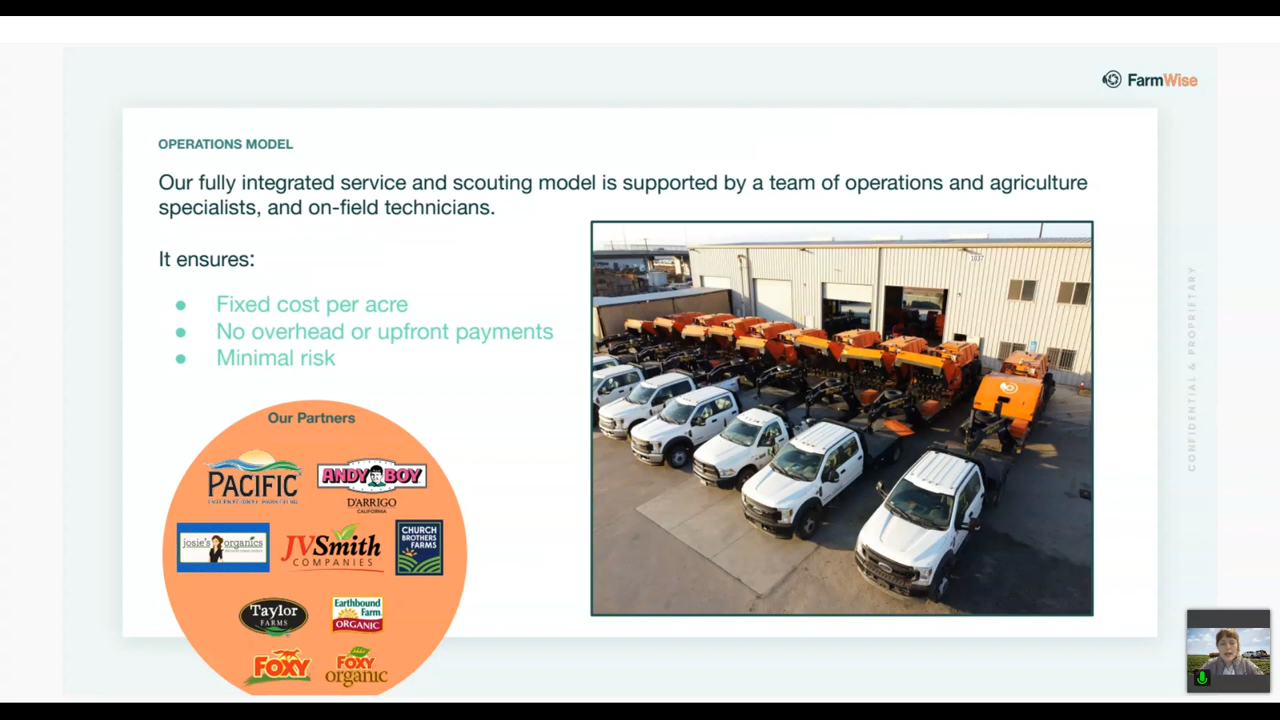 FarmWise
OPERATIONS MODEL
Our fully integrated service and scouting model is supported by a team of operations and agriculture
specialists, and on-field technicians.
It ensures:
● Fixed cost per acre
● No overhead or upfront payments
● Minimal risk
1037
CONFIDENTIAL & PROPRIETARY
Our Partners
PACIFIC
INTERNATIONAL MARKETING
ANDY BOY
D'ARRIGO
CALIFORNIA
josie's organics
JVSmith
COMPANIES
CHURCH
BROTHERS
FARMS
Taylor
FARMS
Earthbound
Farm
ORGANIC
FOXY
FOXY
organic